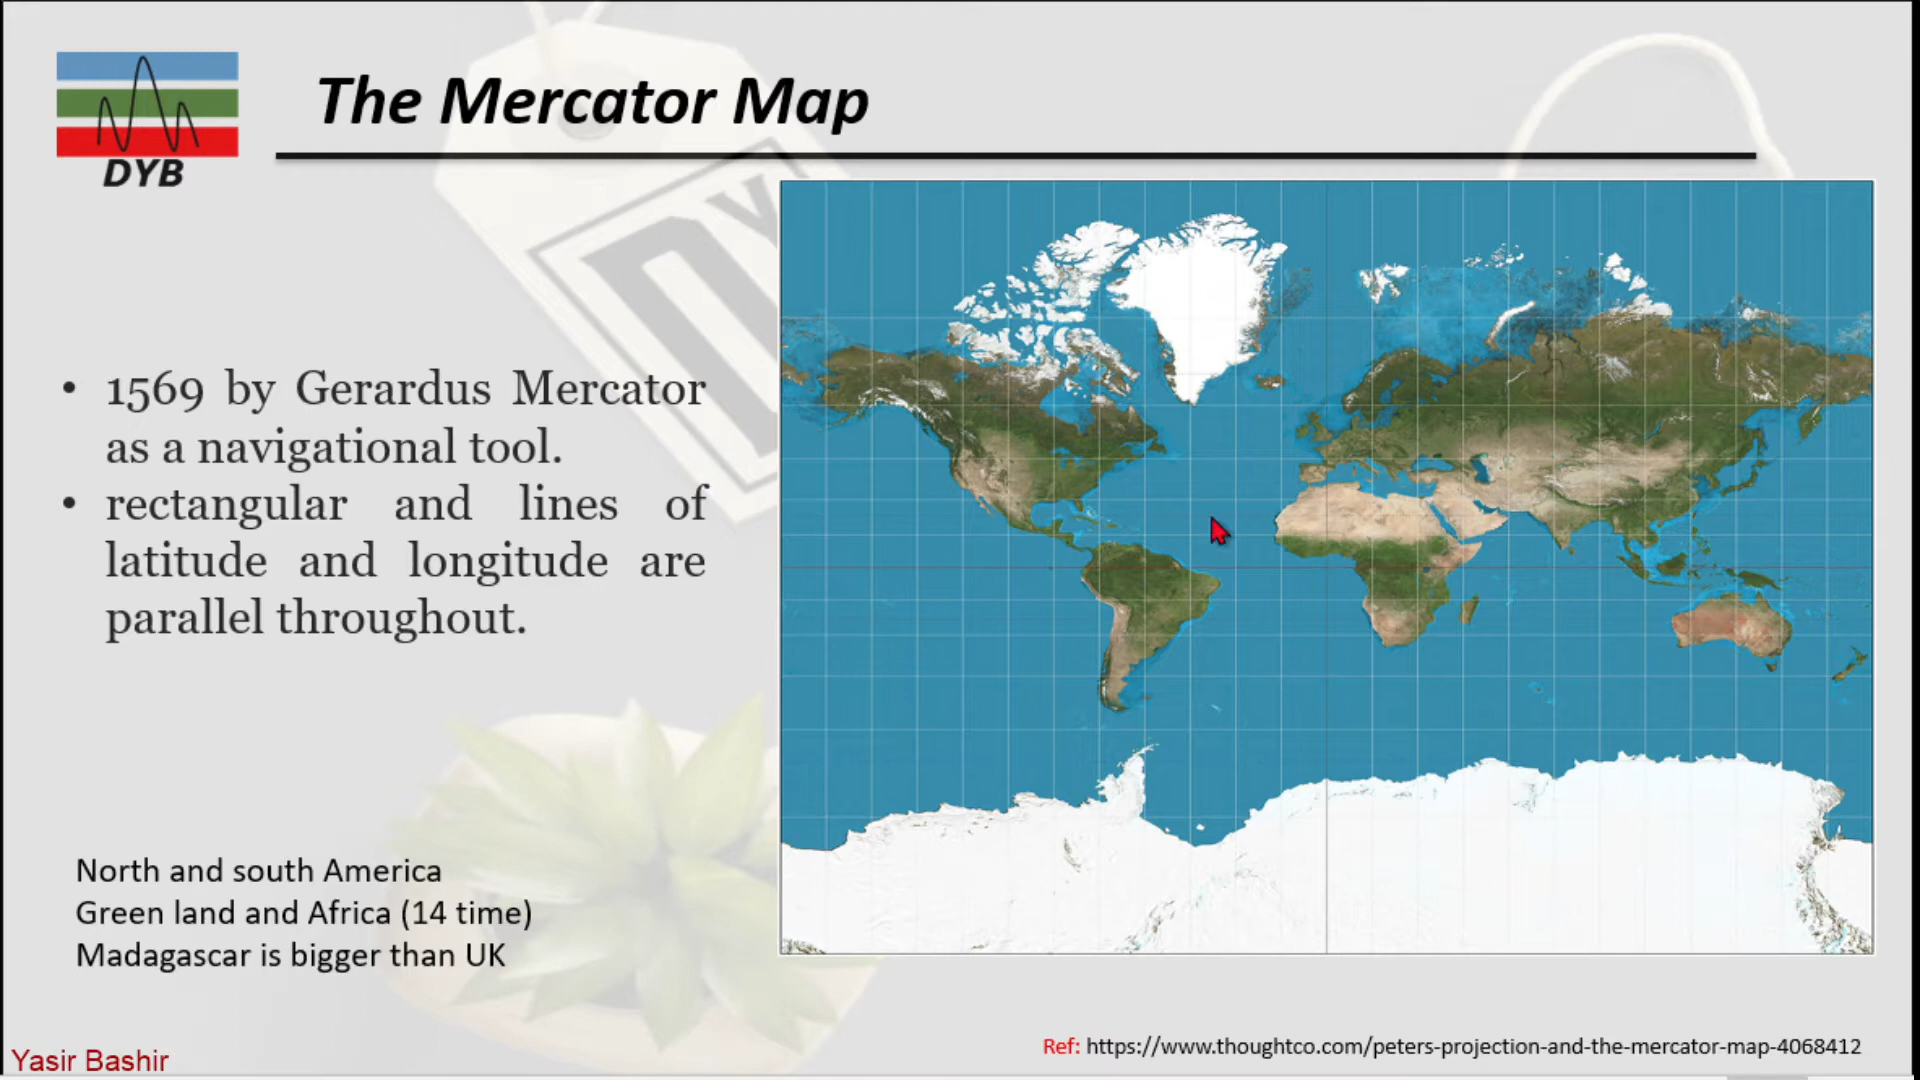 The Mercator Map
DYB
• 1569 by Gerardus Mercator
as a navigational tool.
• rectangular and lines of
latitude and longitude are
parallel throughout.
North and south America
Green land and Africa (14 time)
Madagascar is bigger than UK
Ref: https://www.thoughtco.com/peters-projection-and-the-mercator-map-4068412
Yasir Bashir